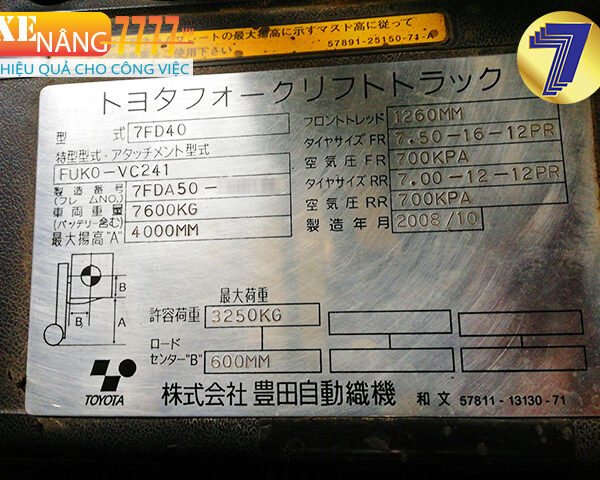 XE NÂNG 7777
HIỆU QUẢ CHO CÔNG VIỆC
レートの最大揚高に示すマスト高に従って
使用下さい
57891-25150-71-A
7
トヨタフォークリフトトラック
型式 7FD40
特型型式・アタッチメント型式
FUKO-VC241
製造番号 7FDA50-
(フレームNO.)
車両重量 7600KG
(バッテリー含む)
最大揚高"A" 4000MM
フロントトレッド 1260MM
タイヤサイズ FR 7.50-16-12PR
空気圧 FR 700KPA
タイヤサイズ RR 7.00-12-12PR
空気圧 RR 700KPA
製造年月 2008/10
B
B
A
最大荷重
許容荷重 3250KG
ロード
センター"B" 600MM
TOYOTA
株式会社 豊田自動織機 和文 57811-13130-71